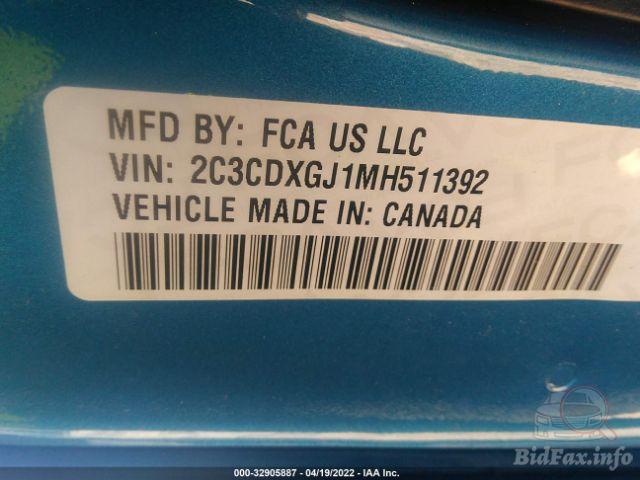 MFD BY: FCA US LLC
VIN: 2C3CDXGJ1MH511392
VEHICLE MADE IN: CANADA
BidFax.info
000-32905887 - 04/19/2022 - IAA Inc.